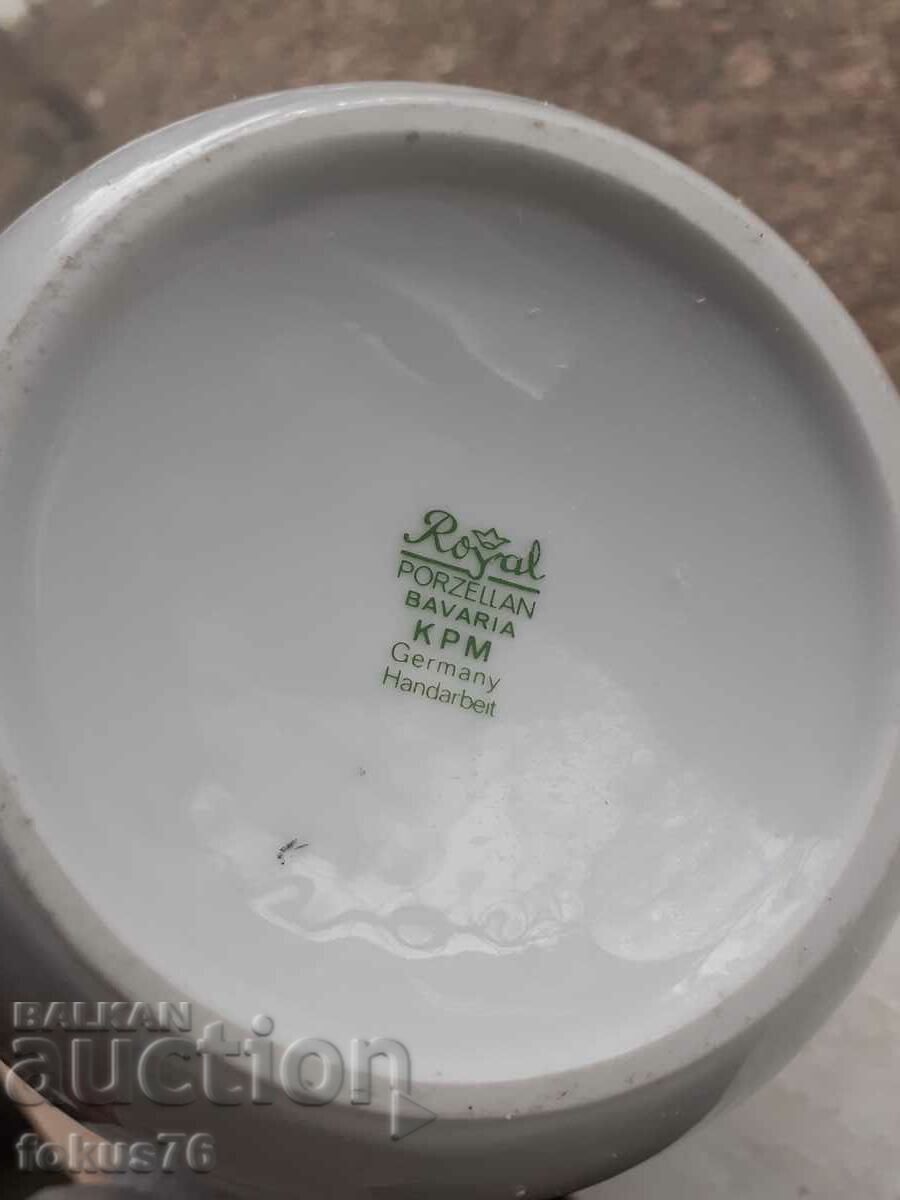 Royal
PORZELLAN
BAVARIA
KPM
Germany
Handarbeit
BALKAN
auction
fokus76